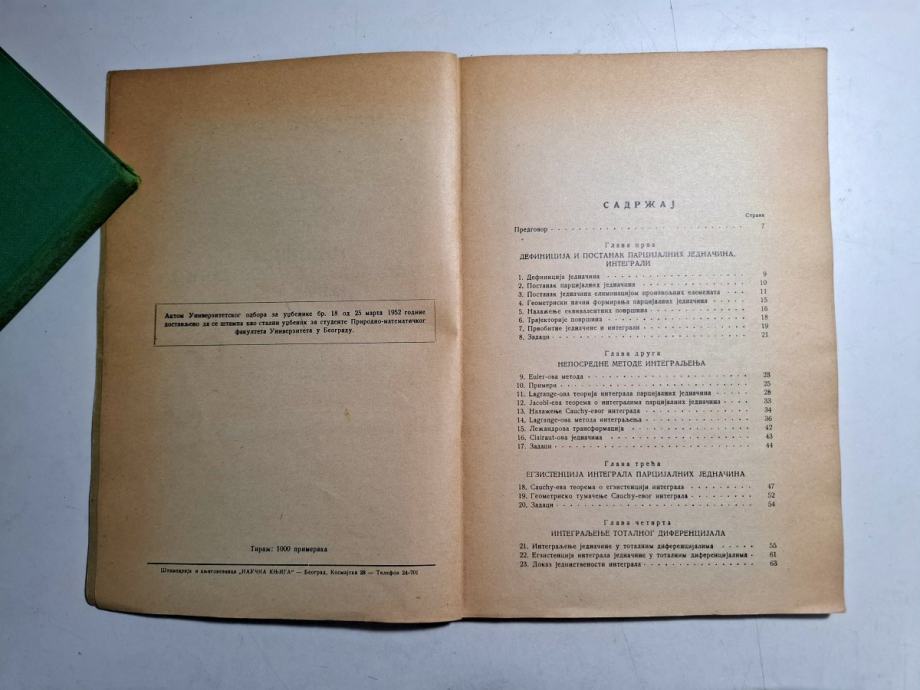 Актом Универзитетског одбора за уџбенике бр. 18 од 25 марта 1952 године
достављено да се штампа као стални уџбеник за студенте Природно-математичког
факултета Универзитета у Београду.
Тираж: 1000 примерака
Штампарија и књиговезница „НАУЧНА КЊИГА“ — Београд, Космајска 28 — Телефон 24-701
САДРЖАЈ
Страна
Предговор 7
Глава прва
ДЕФИНИЦИЈА И ПОСТАНАК ПАРЦИЈАЛНИХ ЈЕДНАЧИНА.
ИНТЕГРАЛИ
1. Дефиниција једначина 9
2. Постанак парцијалних једначина 10
3. Постанак једначина елиминацијом произвољних елемената 11
4. Геометриски начин формирања парцијалних једначина 15
5. Налажење еквивалентних површина 16
6. Трајекторије површина 18
7. Првобитне једначине и интеграли 19
8. Задаци 21
Глава друга
НЕПОСРЕДНЕ МЕТОДЕ ИНТЕГРАЉЕЊА
9. Euler-ова метода 23
10. Примери 25
11. Lagrange-ова теорија интеграла парцијалних једначина 28
12. Jacobi-ева теорема о интегралима парцијалних једначина 33
13. Налажење Cauchy-евог интеграла 34
14. Lagrange-ова метода интеграљења 36
15. Лежандрова трансформација 42
16. Clairaut-ова једначина 43
17. Задаци 44
Глава трећа
ЕГЗИСТЕНЦИЈА ИНТЕГРАЛА ПАРЦИЈАЛНИХ ЈЕДНАЧИНА
18. Cauchy-ева теорема о егзистенцији интеграла 47
19. Геометриско тумачење Cauchy-евог интеграла 52
20. Задаци 54
Глава четврта
ИНТЕГРАЉЕЊЕ ТОТАЛНОГ ДИФЕРЕНЦИЈАЛА
21. Интеграљење једначине у тоталним диференцијалима 55
22. Егзистенција интеграла једначине у тоталним диференцијалима 61
23. Доказ јединствености интеграла 63